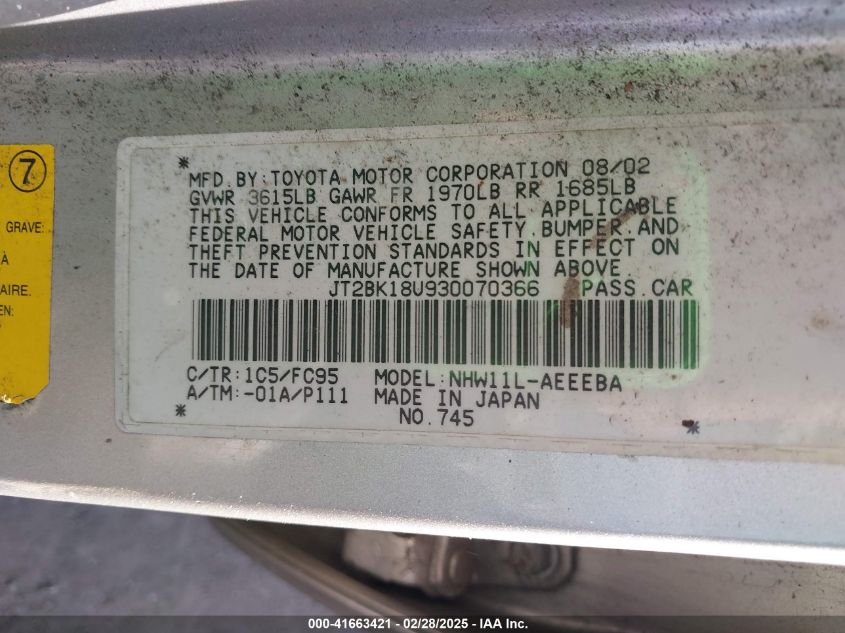 7
GRAVE:
À
AIRE.
EN:
* MFD. BY: TOYOTA MOTOR CORPORATION 08/02
GVWR 3615LB GAWR FR 1970LB RR 1685LB
THIS VEHICLE CONFORMS TO ALL APPLICABLE
FEDERAL MOTOR VEHICLE SAFETY, BUMPER, AND
THEFT PREVENTION STANDARDS IN EFFECT ON
THE DATE OF MANUFACTURE SHOWN ABOVE
JT2BK18U930070366 PASS. CAR
C/TR: 1C5/FC95 MODEL: NHW11L-AEEEBA
A/TM: -01A/P111 MADE IN JAPAN
* NO. 745 *
000-41663421 - 02/28/2025 - IAA Inc.